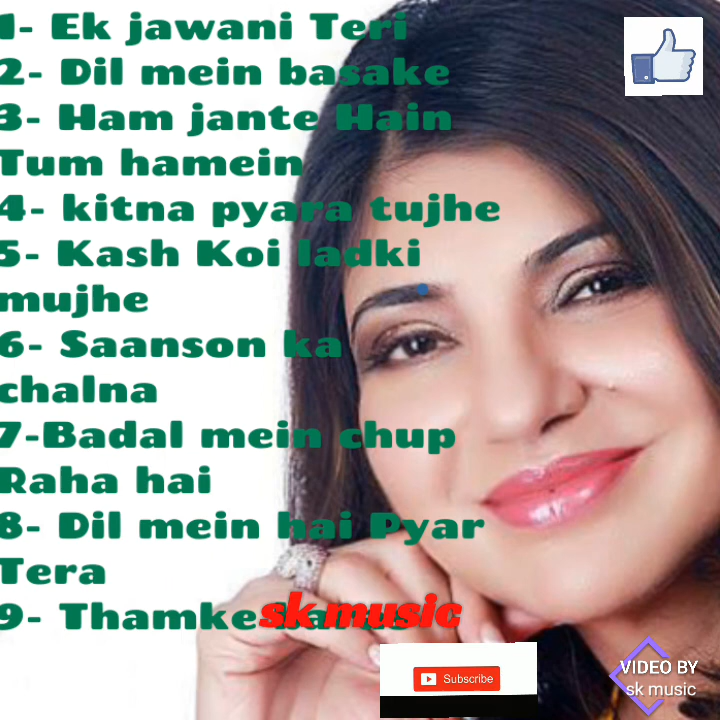 1- Ek jawani Teri
2- Dil mein basake
3- Ham jante Hain
Tum hamein
4- kitna pyara tujhe
5- Kash Koi ladki
mujhe
6- Saanson ka
chalna
7-Badal mein chup
Raha hai
8- Dil mein hai Pyar
Tera
9- Thamke
sk music
Subscribe
VIDEO BY
sk music